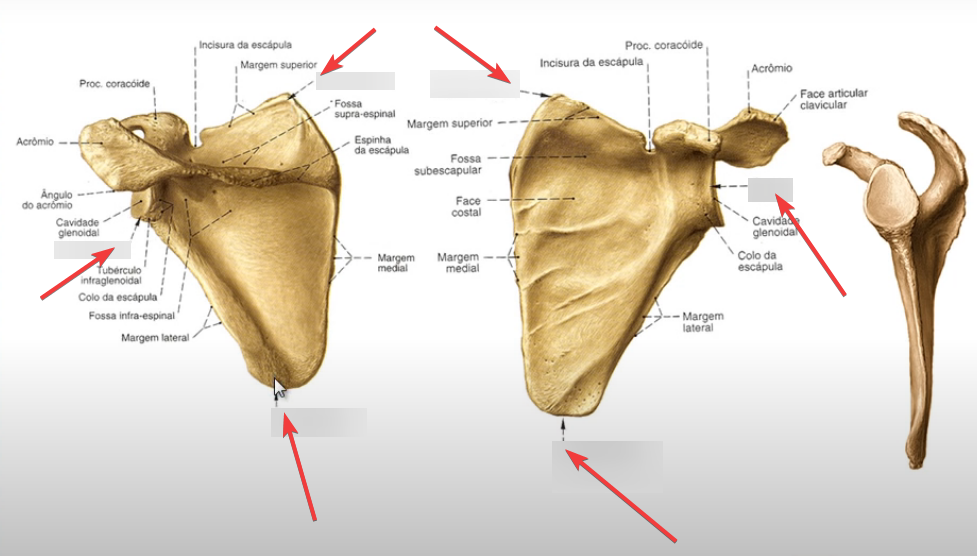 Incisura da escápula
Margem superior
Proc. coracóide
Fossa
supra-espinal
Acrômio
Espinha
da escápula
Ângulo
do acrômio
Cavidade
glenoidal
Tubérculo
infraglenoidal
Colo da escápula
Fossa infra-espinal
Margem lateral
Margem
medial
Proc. coracóide
Incisura da escápula
Acrômio
Face articular
clavicular
Margem superior
Fossa
subescapular
Face
costal
Margem
medial
Cavidade
glenoidal
Colo da
escápula
Margem
lateral